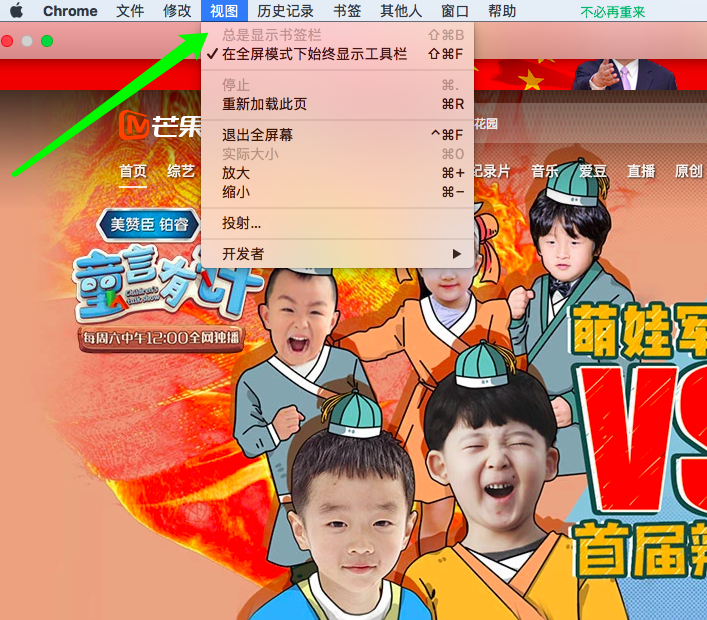 Chrome 文件 修改 视图 历史记录 书签 其他人 窗口 帮助 不必再重来
总是显示书签栏 ⇧⌘B
✓ 在全屏模式下始终显示工具栏 ⇧⌘F
停止 ⌘.
重新加载此页 ⌘R
退出全屏幕 ^⌘F
实际大小 ⌘0
放大 ⌘+
缩小 ⌘−
投射...
开发者 ▶
芒果
花园
首页 综艺 纪录片 音乐 爱豆 直播 原创
美赞臣 铂睿
童言有计
Children's Talk Show
每周六中午12:00全网独播
萌娃军
VS
首届辩